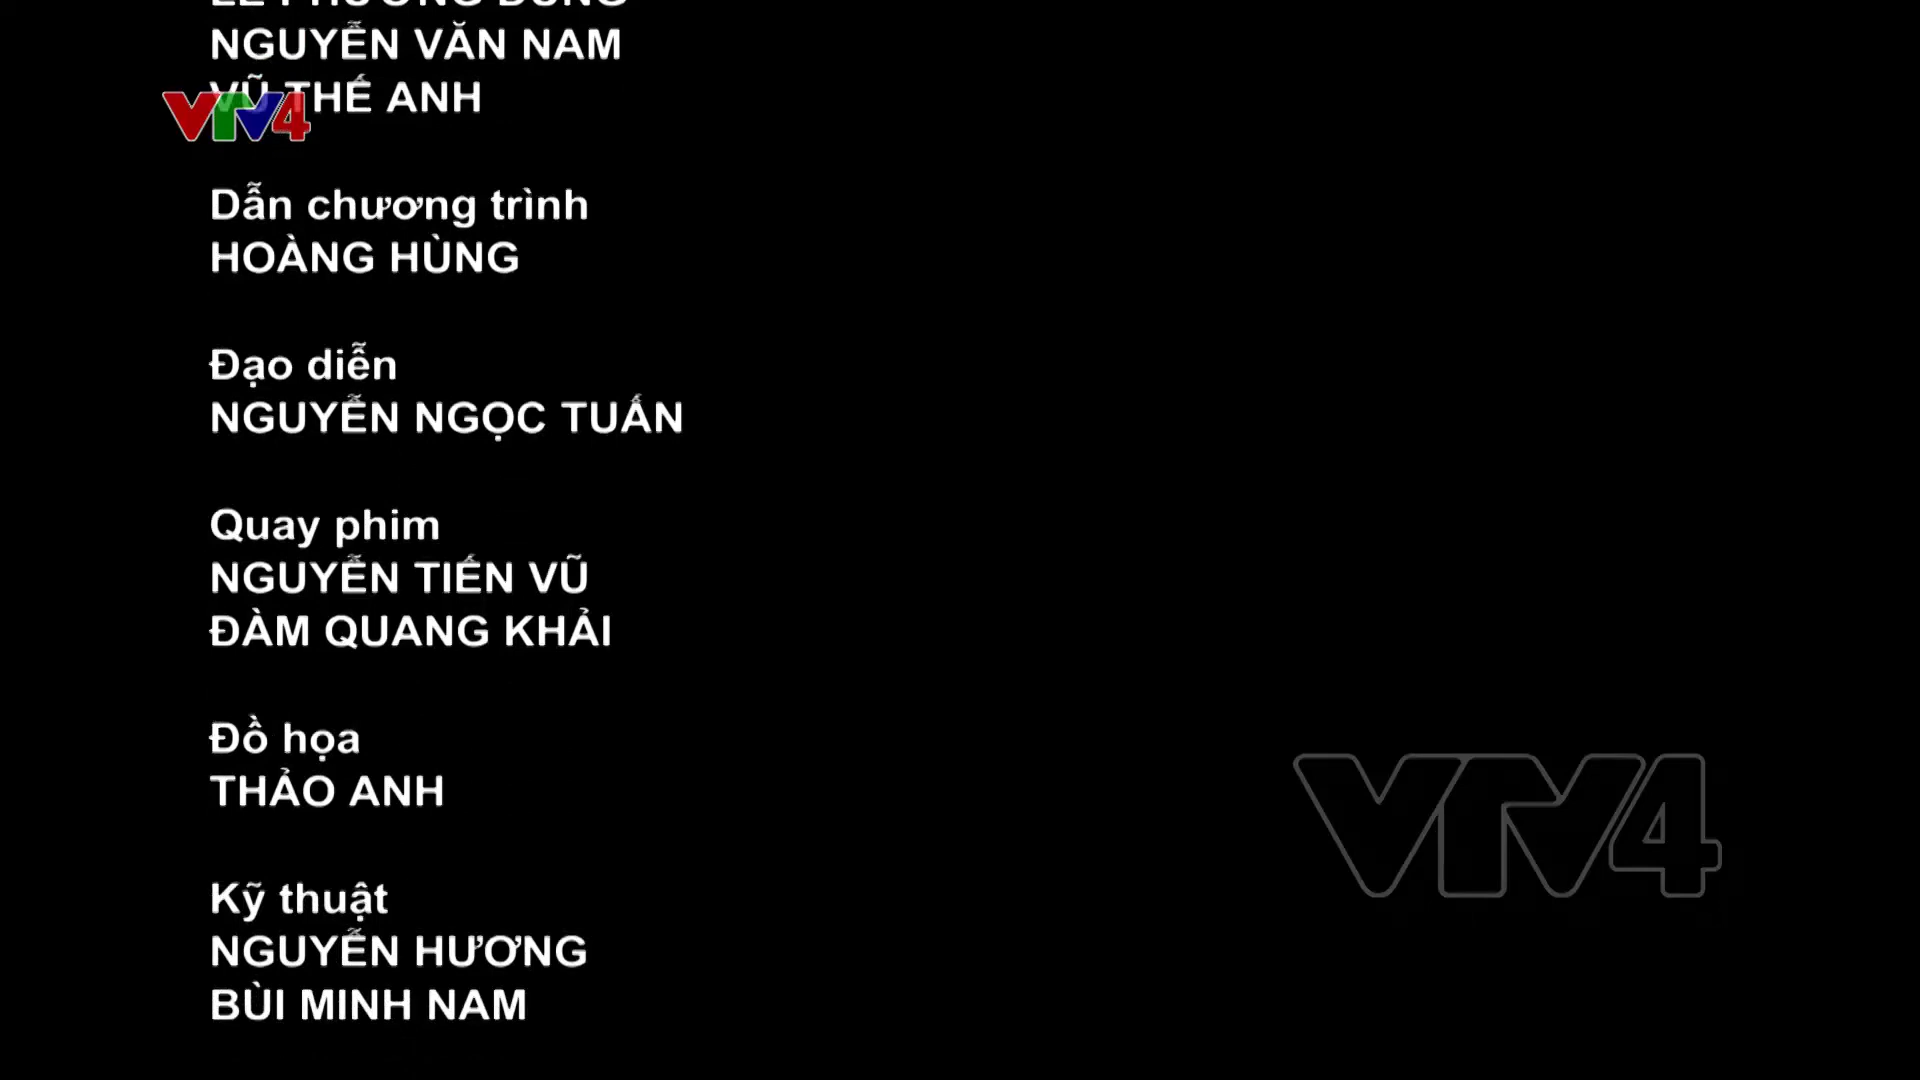 NGUYỄN VĂN NAM
VŨ THẾ ANH
VTV4
Dẫn chương trình
HOÀNG HÙNG
Đạo diễn
NGUYỄN NGỌC TUẤN
Quay phim
NGUYỄN TIẾN VŨ
ĐÀM QUANG KHẢI
Đồ họa
THẢO ANH
VTV4
Kỹ thuật
NGUYỄN HƯƠNG
BÙI MINH NAM